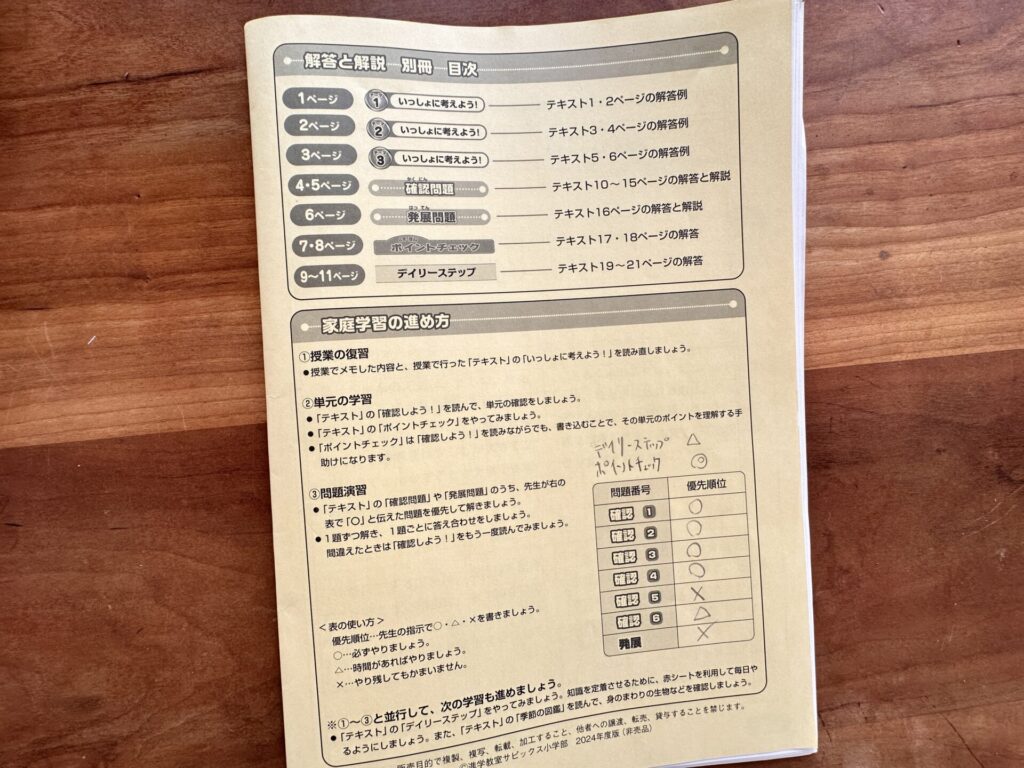 解答と解説 別冊 目次
1ページ ① いっしょに考えよう! テキスト1・2ページの解答例
2ページ ② いっしょに考えよう! テキスト3・4ページの解答例
3ページ ③ いっしょに考えよう! テキスト5・6ページの解答例
かく にん
4・5ページ 確認問題 テキスト10〜15ページの解答と解説
はっ てん
6ページ 発展問題 テキスト16ページの解答と解説
7・8ページ ポイントチェック テキスト17・18ページの解答
9〜11ページ デイリーステップ テキスト19〜21ページの解答
家庭学習の進め方
①授業の復習
●授業でメモした内容と、授業で行った「テキスト」の「いっしょに考えよう!」を読み直しましょう。
②単元の学習
●「テキスト」の「確認しよう!」を読んで、単元の確認をしましょう。
●「テキスト」の「ポイントチェック」をやってみましょう。
●「ポイントチェック」は「確認しよう!」を読みながらでも、書き込むことで、その単元のポイントを理解する手
助けになります。
デイリーステップ △
ポイントチェック ◎
③問題演習
●「テキスト」の「確認問題」や「発展問題」のうち、先生が右の
表で「○」と伝えた問題を優先して解きましょう。
●1題ずつ解き、1題ごとに答え合わせをしましょう。
間違えたときは「確認しよう!」をもう一度読んでみましょう。
問題番号 優先順位
確認 1 ○
確認 2 ○
確認 3 ○
確認 4 ○
確認 5 ×
確認 6 △
発展 ×
<表の使い方>
優先順位…先生の指示で○・△・×を書きましょう。
○…必ずやりましょう。
△…時間があればやりましょう。
×…やり残してもかまいません。
※①〜③と並行して、次の学習も進めましょう。
●「テキスト」の「デイリーステップ」をやってみましょう。知識を定着させるために、赤シートを利用して毎日や
るようにしましょう。また、「テキスト」の「季節の図鑑」を読んで、身のまわりの生物などを確認しましょう。
販売目的で複製、複写、転載、加工すること、他者への譲渡、転売、貸与することを禁じます。
©進学教室サピックス小学部 2024年度版(非売品)